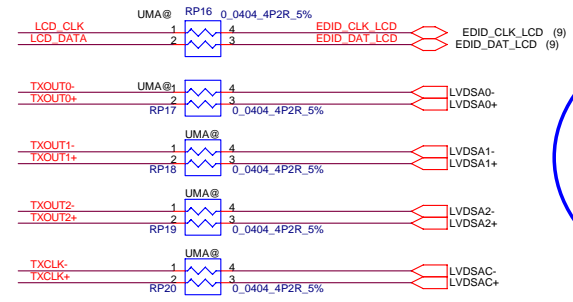 UMA@ RP16 0_0404_4P2R_5%
LCD_CLK 1 4 EDID_CLK_LCD EDID_CLK_LCD (9)
LCD_DATA 2 3 EDID_DAT_LCD EDID_DAT_LCD (9)
UMA@
TXOUT0- 1 4 LVDSA0-
TXOUT0+ 2 3 LVDSA0+
RP17 0_0404_4P2R_5%
UMA@
TXOUT1- 1 4 LVDSA1-
TXOUT1+ 2 3 LVDSA1+
RP18 0_0404_4P2R_5%
UMA@
TXOUT2- 1 4 LVDSA2-
TXOUT2+ 2 3 LVDSA2+
RP19 0_0404_4P2R_5%
UMA@
TXCLK- 1 4 LVDSAC-
TXCLK+ 2 3 LVDSAC+
RP20 0_0404_4P2R_5%